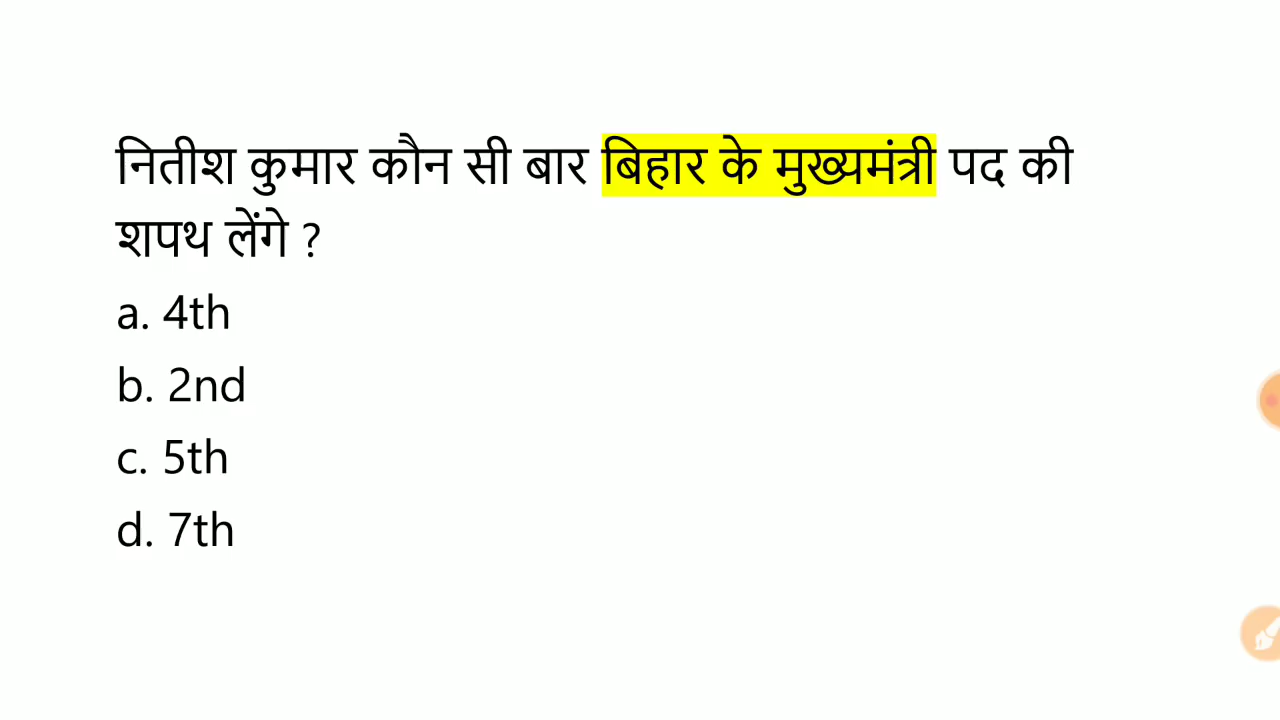 नितीश कुमार कौन सी बार बिहार के मुख्यमंत्री पद की
शपथ लेंगे ?
a. 4th
b. 2nd
c. 5th
d. 7th